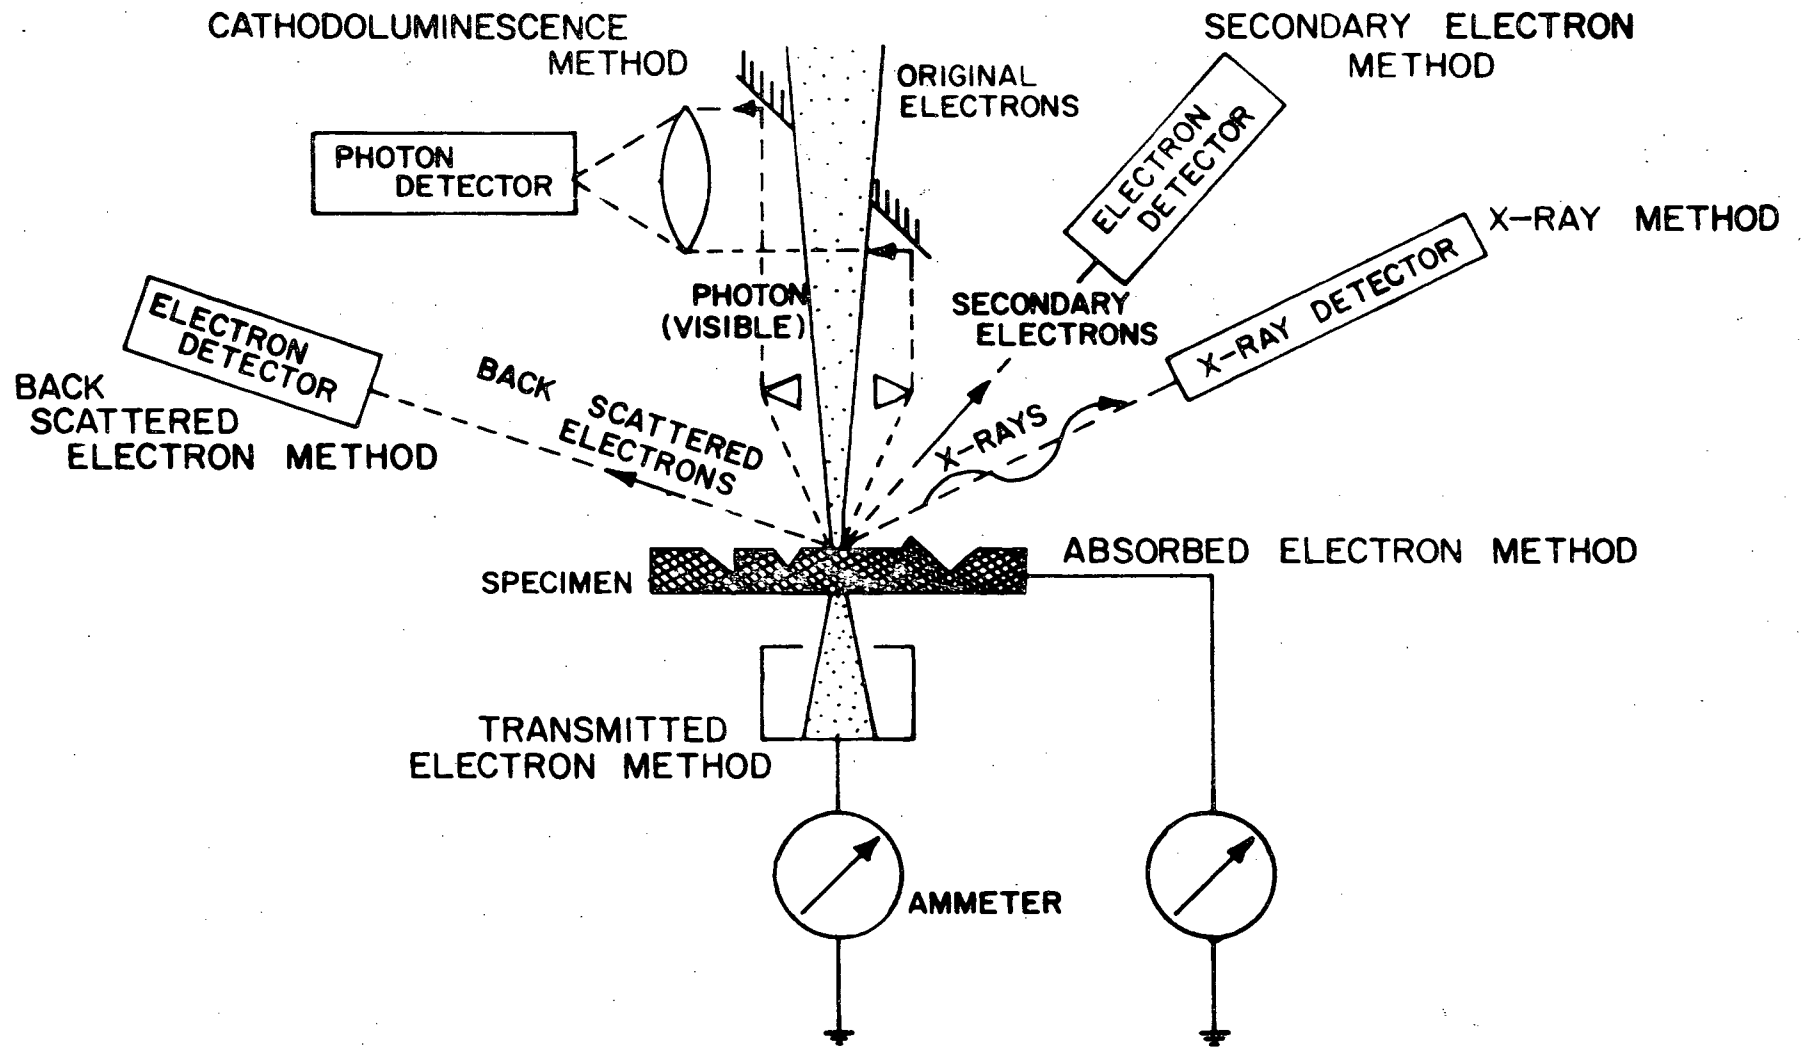 CATHODOLUMINESCENCE
METHOD
SECONDARY ELECTRON
METHOD
ORIGINAL
ELECTRONS
ELECTRON
DETECTOR
PHOTON
DETECTOR
X-RAY METHOD
X-RAY DETECTOR
PHOTON
(VISIBLE)
SECONDARY
ELECTRONS
ELECTRON
DETECTOR
BACK
SCATTERED
ELECTRON METHOD
BACK SCATTERED
ELECTRONS
X-RAYS
ABSORBED ELECTRON METHOD
SPECIMEN
TRANSMITTED
ELECTRON METHOD
AMMETER